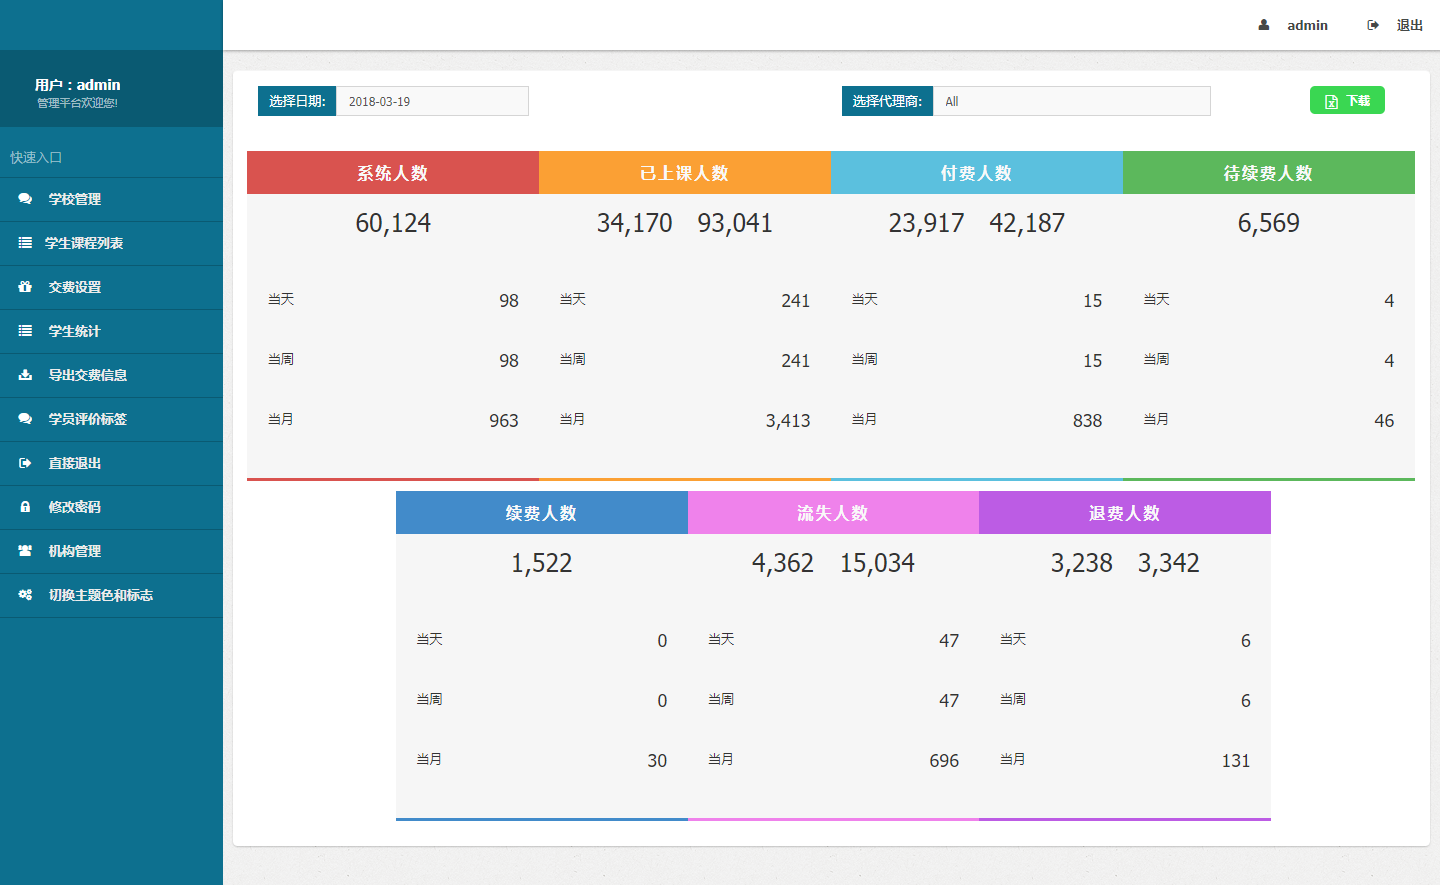 admin
退出
用户：admin
管理平台欢迎您!
快速入口
学校管理
学生课程列表
交费设置
学生统计
导出交费信息
学员评价标签
直接退出
修改密码
机构管理
切换主题色和标志
选择日期:
2018-03-19
选择代理商:
All
下载
系统人数
60,124
当天 98
当周 98
当月 963
已上课人数
34,170 93,041
当天 241
当周 241
当月 3,413
付费人数
23,917 42,187
当天 15
当周 15
当月 838
待续费人数
6,569
当天 4
当周 4
当月 46
续费人数
1,522
当天 0
当周 0
当月 30
流失人数
4,362 15,034
当天 47
当周 47
当月 696
退费人数
3,238 3,342
当天 6
当周 6
当月 131